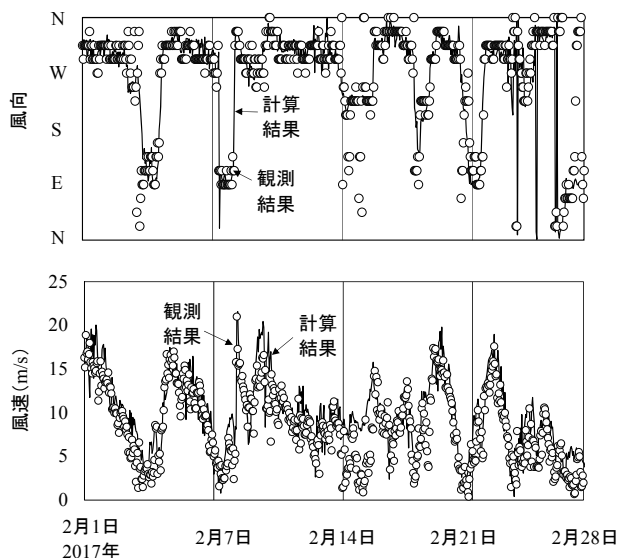 N
W
S
E
N
風向
計算
結果
観測
結果
25
20
15
10
5
0
風速(m/s)
観測
結果
計算
結果
2月1日
2017年
2月7日
2月14日
2月21日
2月28日